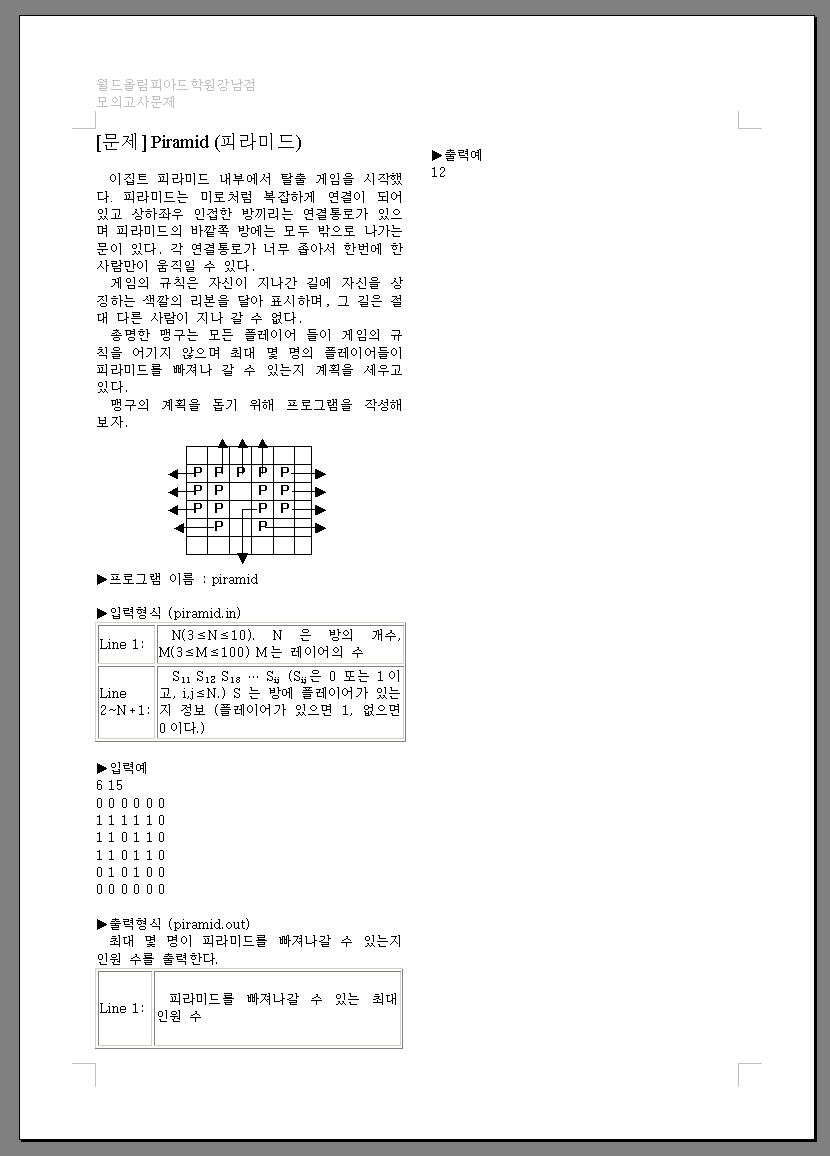 월드올림피아드학원강남점
모의고사문제
[문제] Piramid (피라미드)
이집트 피라미드 내부에서 탈출 게임을 시작했
다. 피라미드는 미로처럼 복잡하게 연결이 되어
있고 상하좌우 인접한 방끼리는 연결통로가 있으
며 피라미드의 바깥쪽 방에는 모두 밖으로 나가는
문이 있다. 각 연결통로가 너무 좁아서 한번에 한
사람만이 움직일 수 있다.
게임의 규칙은 자신이 지나간 길에 자신을 상
징하는 색깔의 리본을 달아 표시하며, 그 길은 절
대 다른 사람이 지나 갈 수 없다.
총명한 맹구는 모든 플레이어 들이 게임의 규
칙을 어기지 않으며 최대 몇 명의 플레이어들이
피라미드를 빠져나 갈 수 있는지 계획을 세우고
있다.
맹구의 계획을 돕기 위해 프로그램을 작성해
보자.
P P P P P
P P P P
P P P P
P P
▶프로그램 이름 : piramid
▶입력형식 (piramid.in)
Line 1: N(3≤N≤10). N 은 방의 개수,
M(3≤M≤100) M는 레이어의 수
S₁₁ S₁₂ S₁₃ … Sᵢⱼ (Sᵢⱼ은 0 또는 1이
Line 고, i,j≤N.) S 는 방에 플레이어가 있는
2~N+1: 지 정보 (플레이어가 있으면 1, 없으면
0이다.)
▶입력예
6 15
0 0 0 0 0 0
1 1 1 1 1 0
1 1 0 1 1 0
1 1 0 1 1 0
0 1 0 1 0 0
0 0 0 0 0 0
▶출력형식 (piramid.out)
최대 몇 명이 피라미드를 빠져나갈 수 있는지
인원 수를 출력한다.
Line 1: 피라미드를 빠져나갈 수 있는 최대
인원 수
▶출력예
12